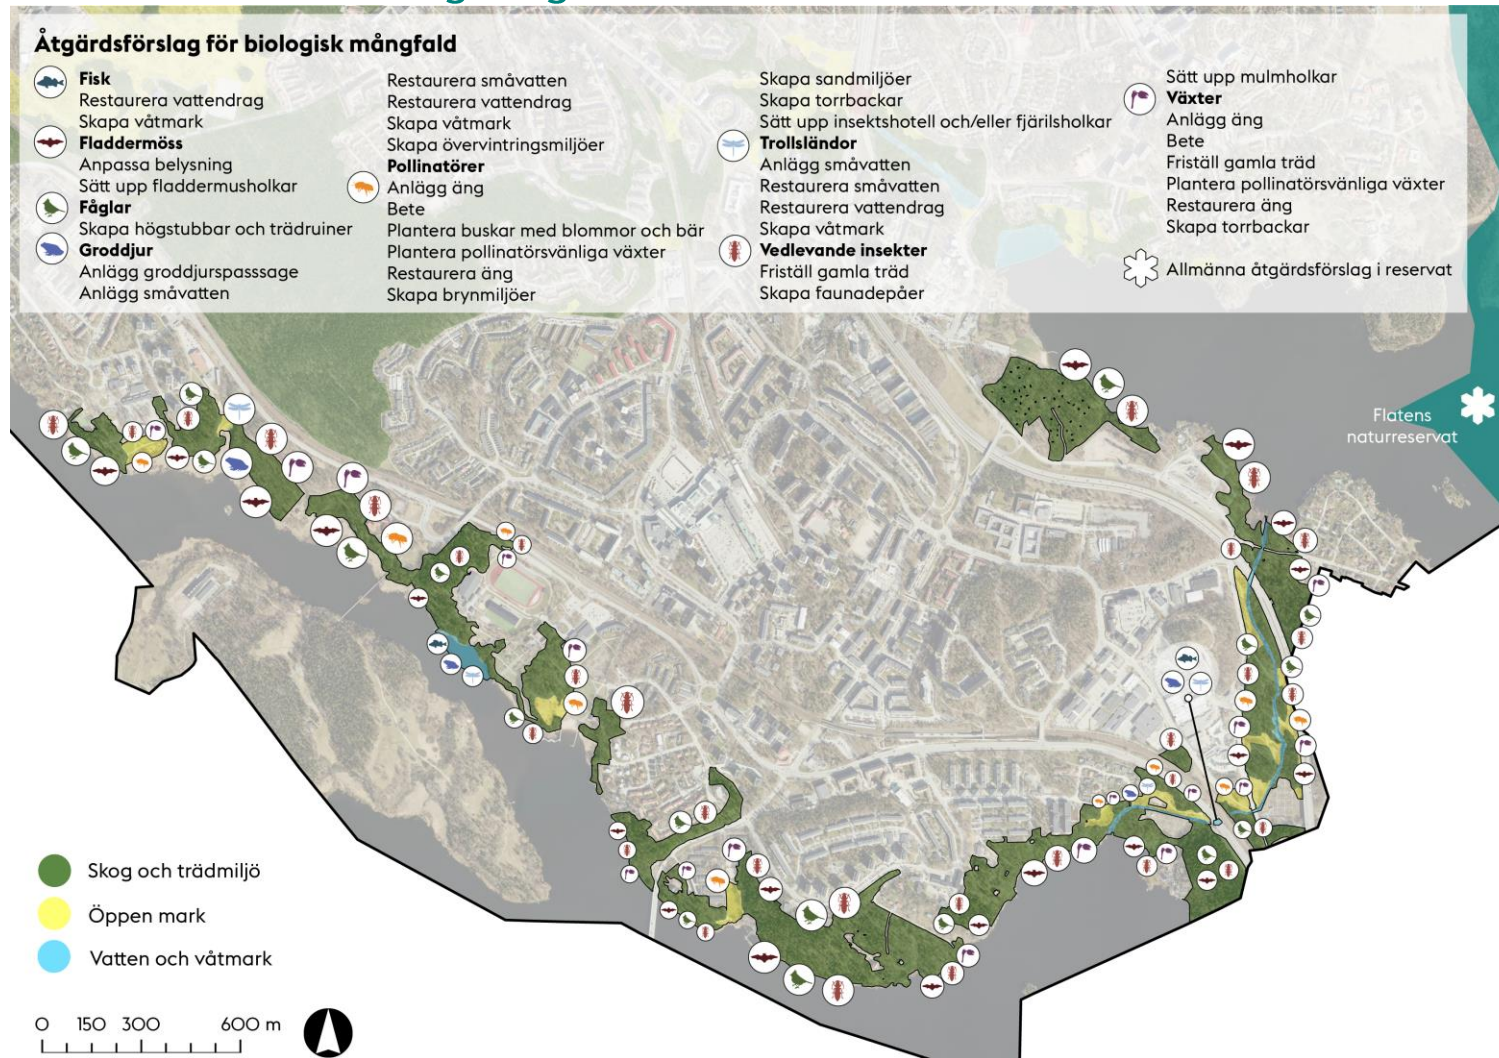 Åtgärdsförslag för biologisk mångfald
Fisk
Restaurera vattendrag
Skapa våtmark
Fladdermöss
Anpassa belysning
Sätt upp fladdermusholkar
Fåglar
Skapa högstubbar och trädruiner
Groddjur
Anlägg groddjurspasssage
Anlägg småvatten
Restaurera småvatten
Restaurera vattendrag
Skapa våtmark
Skapa övervintringsmiljöer
Pollinatörer
Anlägg äng
Bete
Plantera buskar med blommor och bär
Plantera pollinatörsvänliga växter
Restaurera äng
Skapa brynmiljöer
Skapa sandmiljöer
Skapa torrbackar
Sätt upp insektshotell och/eller fjärilsholkar
Trollsländor
Anlägg småvatten
Restaurera småvatten
Restaurera vattendrag
Skapa våtmark
Vedlevande insekter
Friställ gamla träd
Skapa faunadepåer
Sätt upp mulmholkar
Växter
Anlägg äng
Bete
Friställ gamla träd
Plantera pollinatörsvänliga växter
Restaurera äng
Skapa torrbackar
Allmänna åtgärdsförslag i reservat
Flatens
naturreservat
Skog och trädmiljö
Öppen mark
Vatten och våtmark
0 150 300 600 m